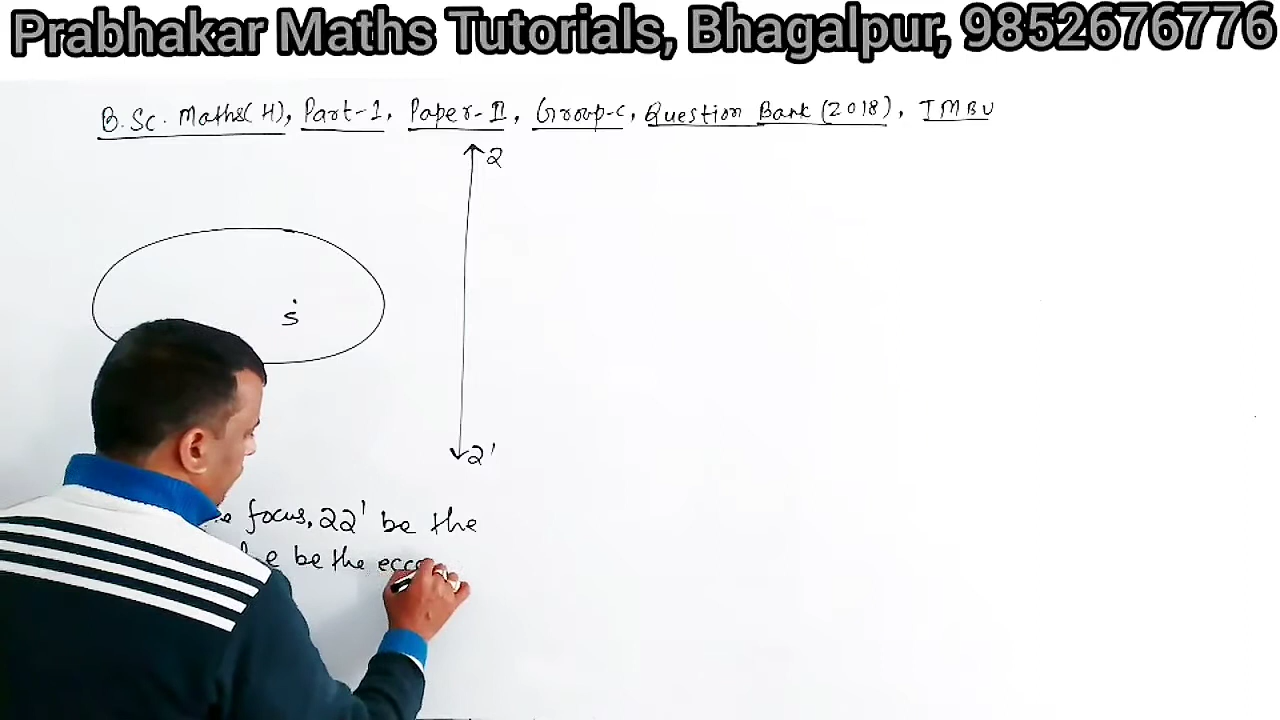 Prabhakar Maths Tutorials, Bhagalpur, 9852676776
B.Sc. Maths(H), Part-1, Paper-II, Group-C, Question Bank (2018), TMBU
Z
S
Z'
focus, ZZ' be the
e be the ecce